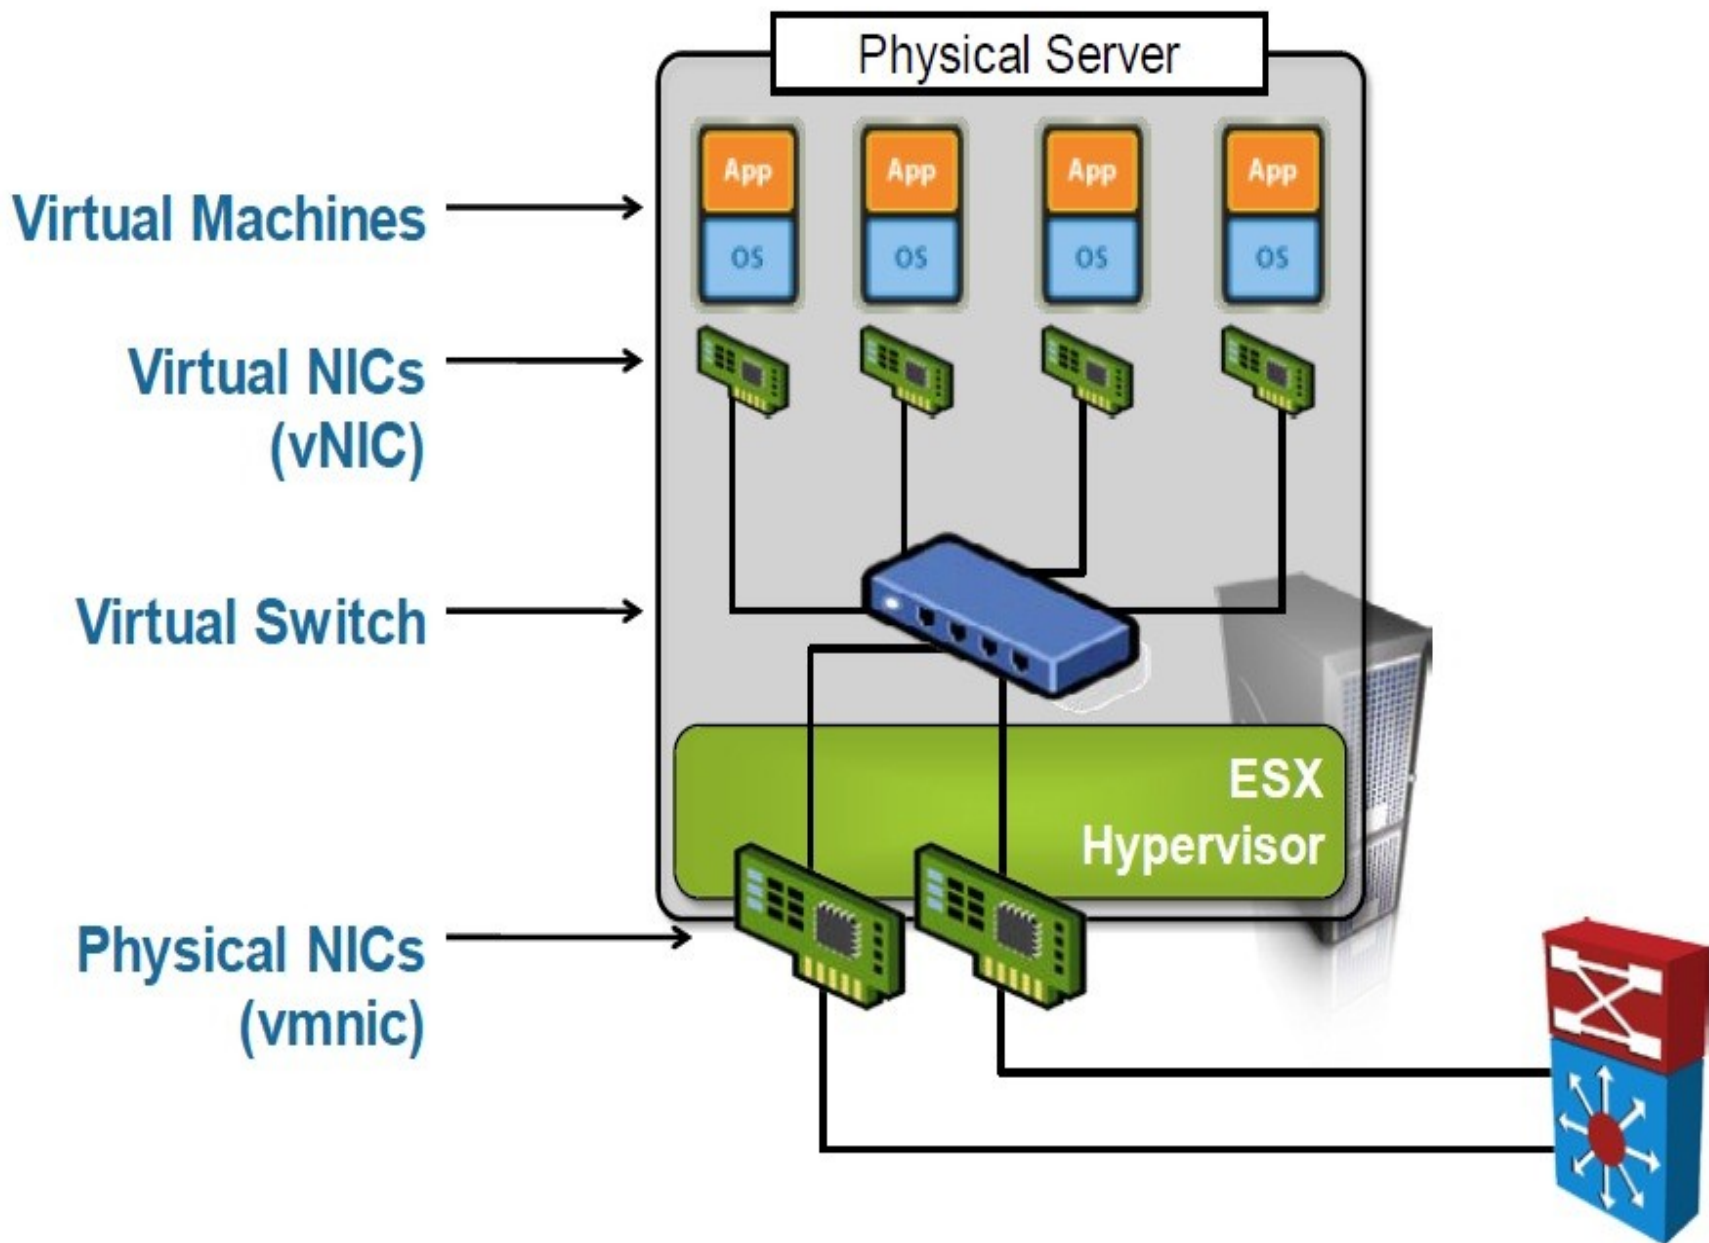 Physical Server
App App App App
OS OS OS OS
Virtual Machines
Virtual NICs
(vNIC)
Virtual Switch
ESX
Hypervisor
Physical NICs
(vmnic)